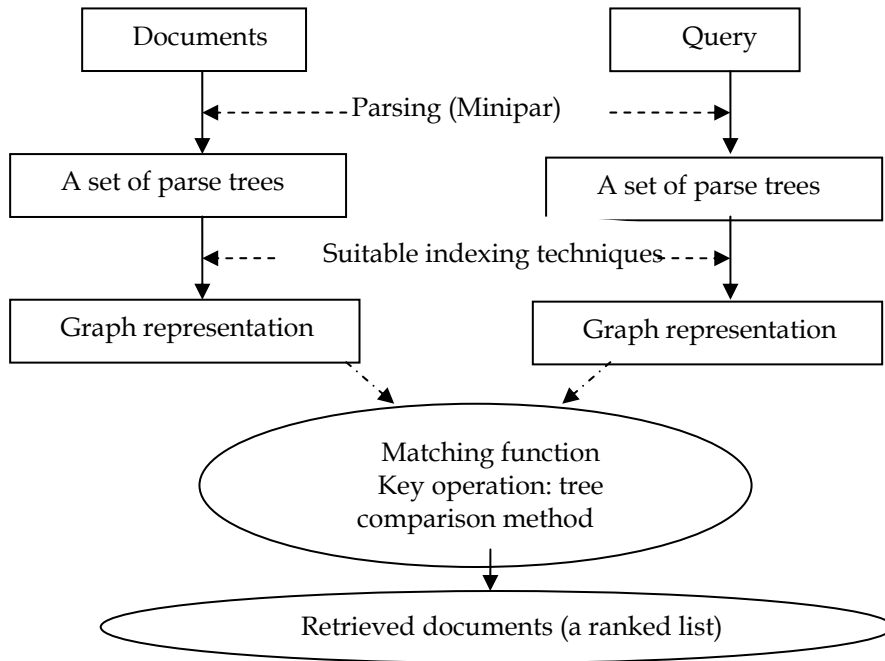 Documents
Query
Parsing (Minipar)
A set of parse trees
A set of parse trees
Suitable indexing techniques
Graph representation
Graph representation
Matching function
Key operation: tree
comparison method
Retrieved documents (a ranked list)